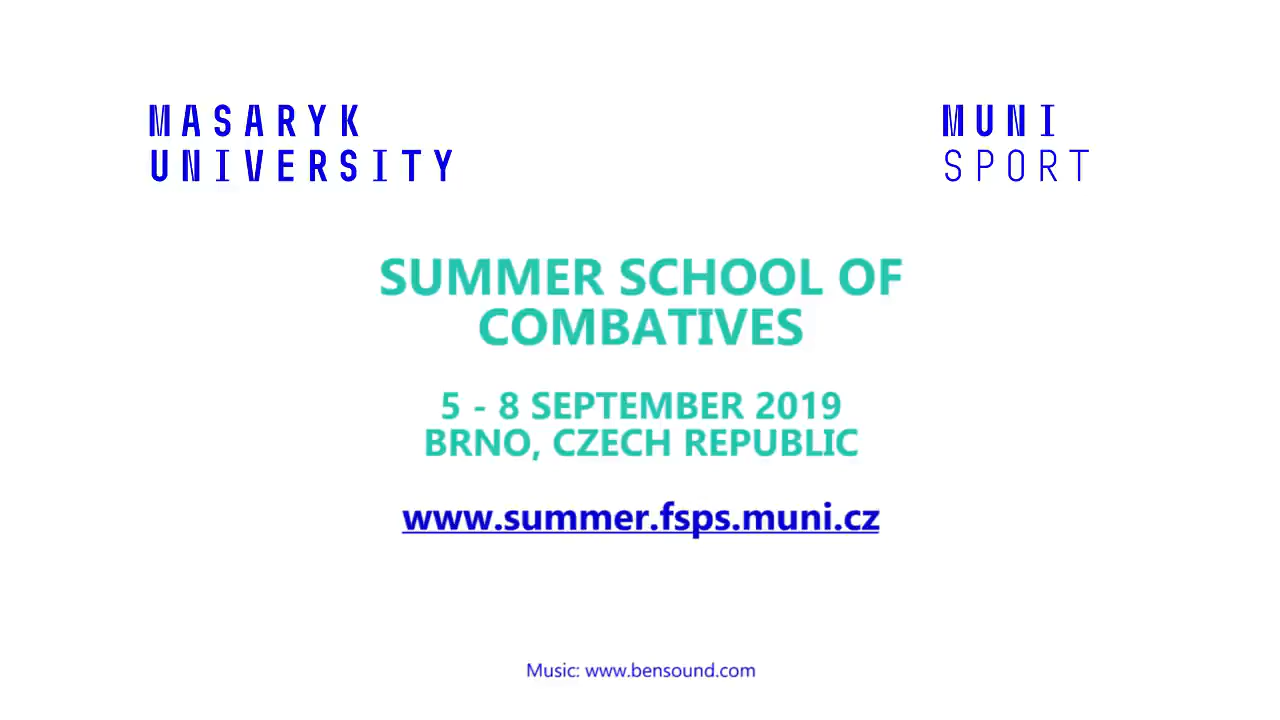 MASARYK
UNIVERSITY
MUNI
SPORT
SUMMER SCHOOL OF
COMBATIVES
5 - 8 SEPTEMBER 2019
BRNO, CZECH REPUBLIC
www.summer.fsps.muni.cz
Music: www.bensound.com